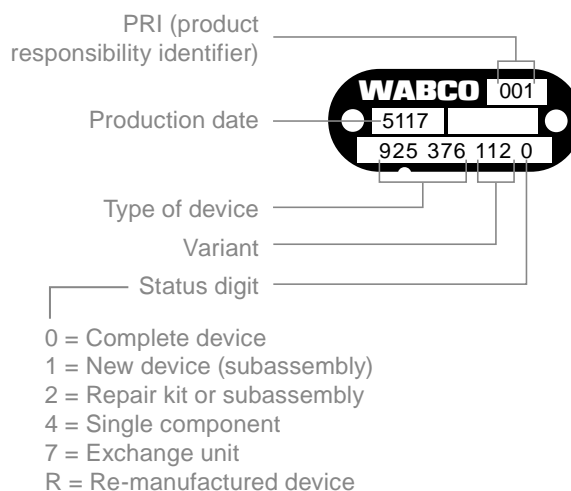 PRI (product
responsibility identifier)
WABCO 001
Production date
5117
925 376 112 0
Type of device
Variant
Status digit
0 = Complete device
1 = New device (subassembly)
2 = Repair kit or subassembly
4 = Single component
7 = Exchange unit
R = Re-manufactured device